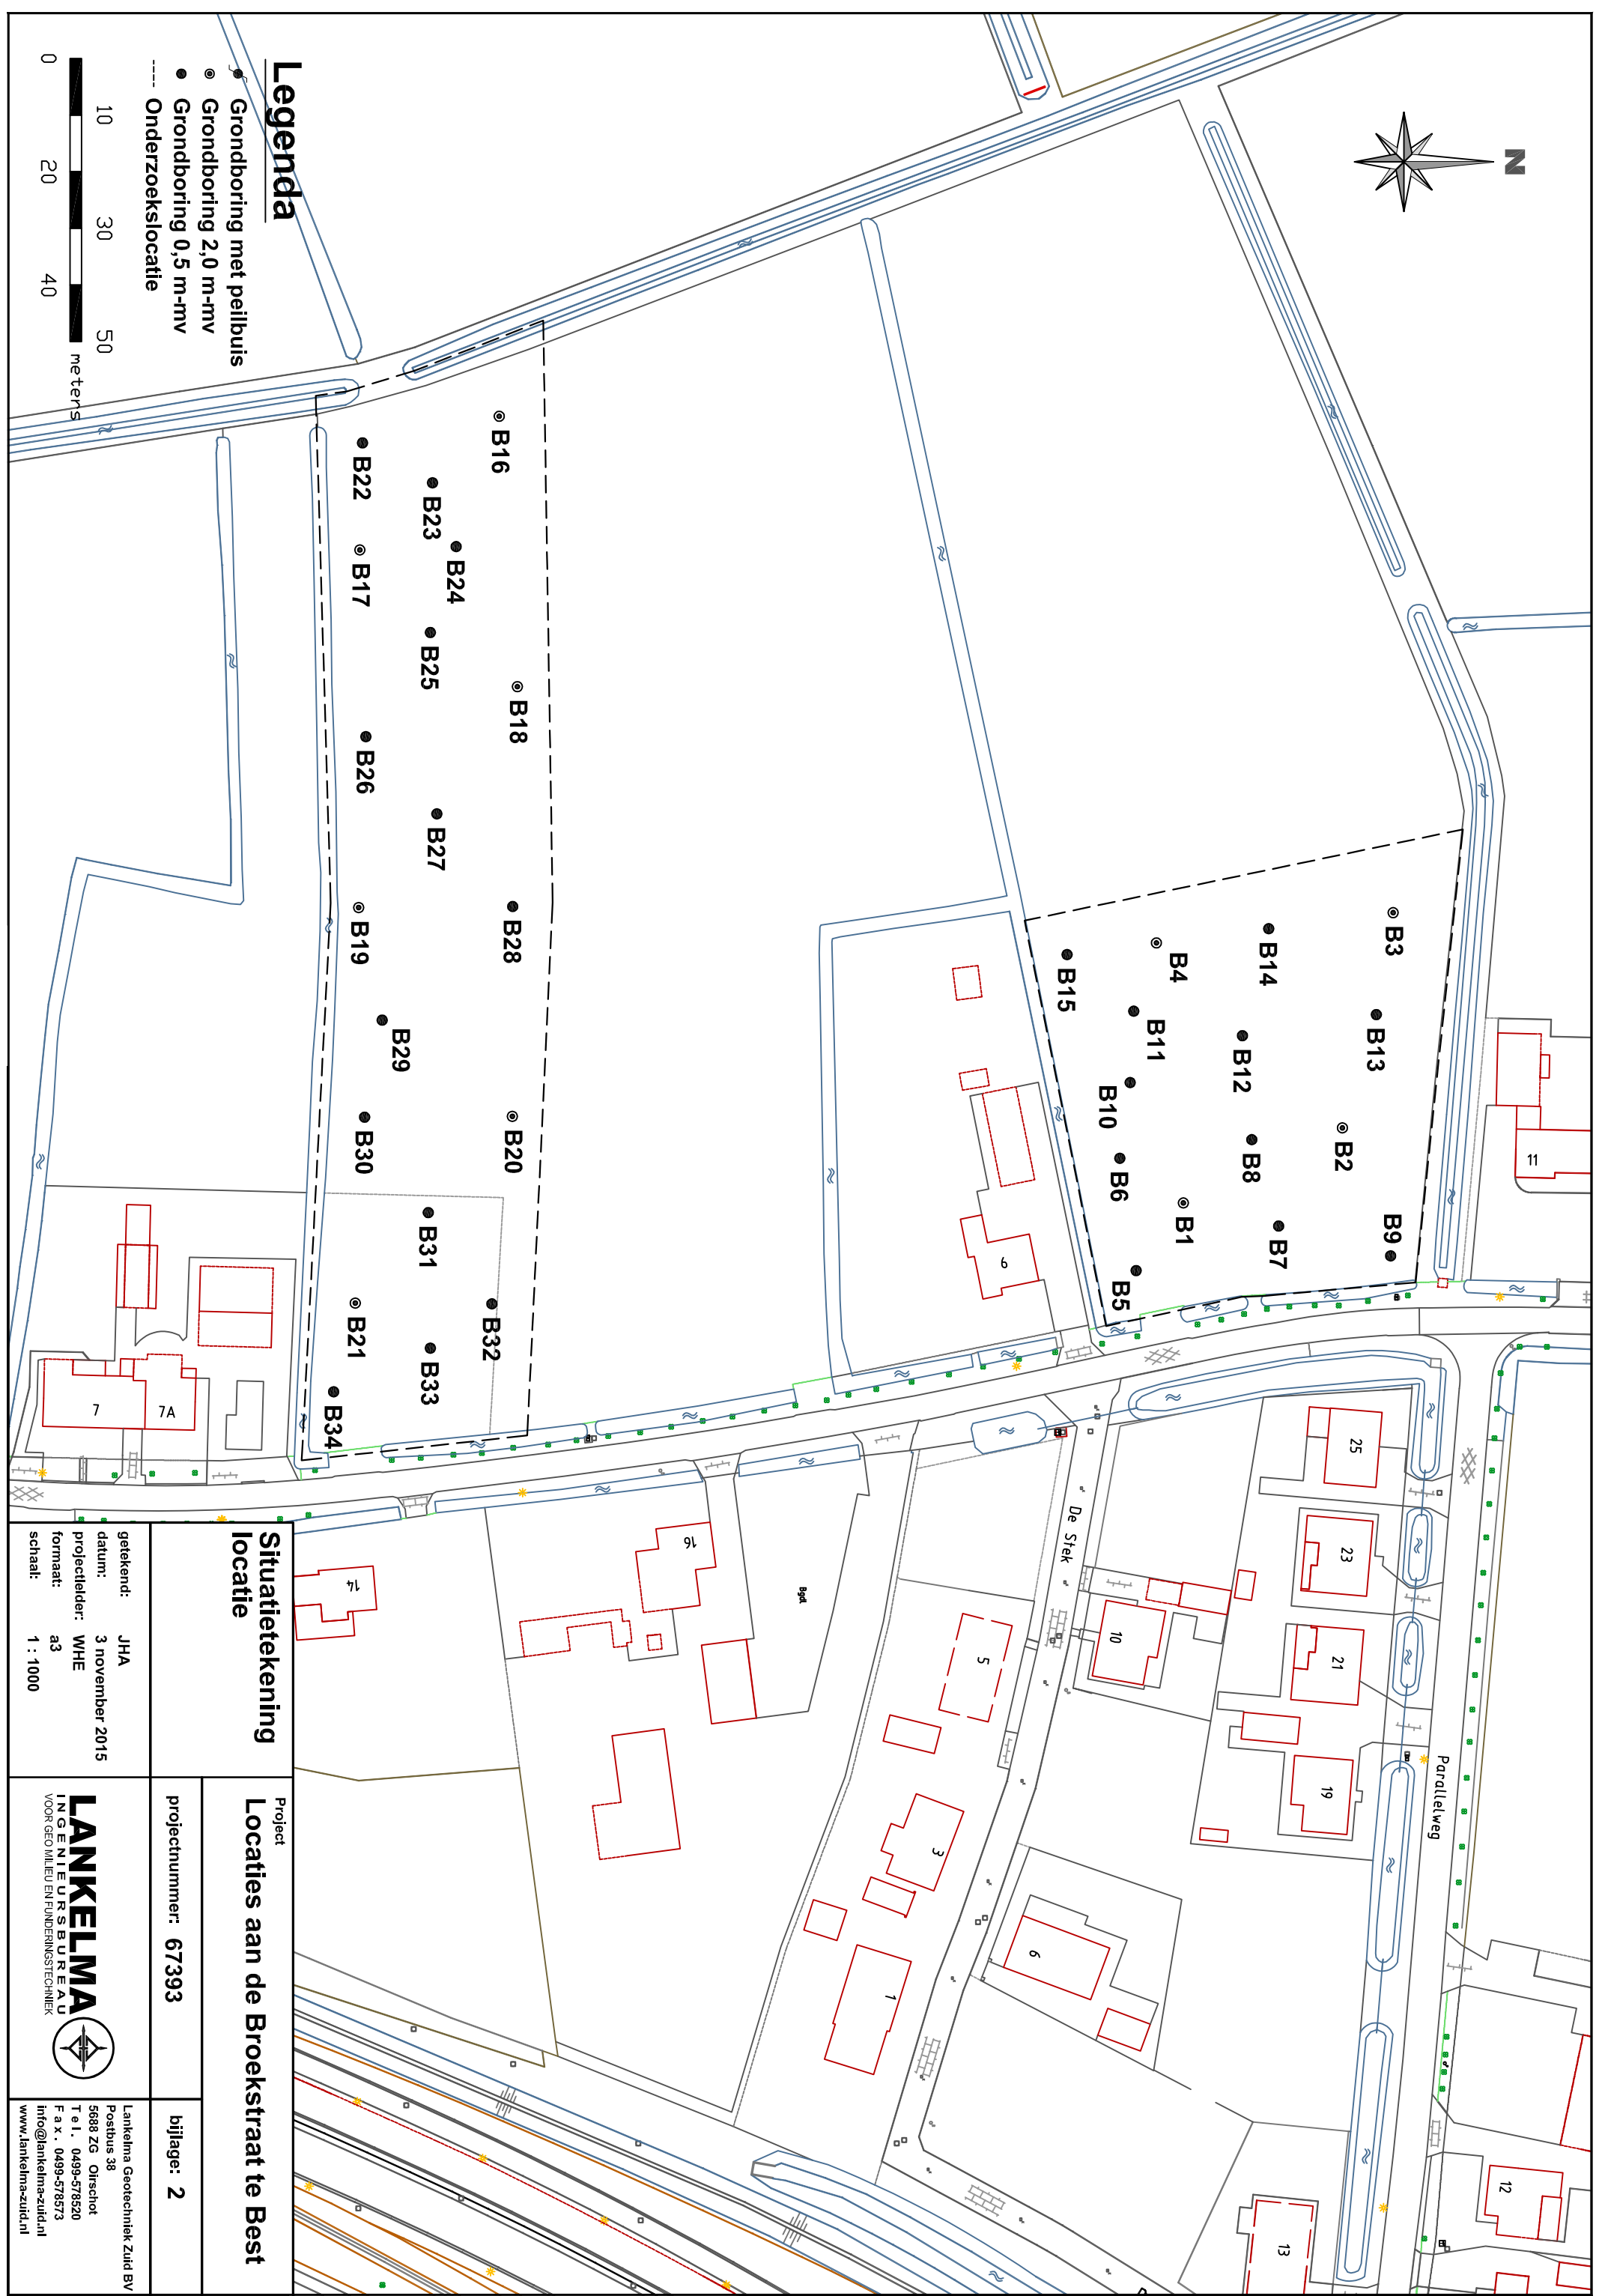 N
Legenda
Grondboring met peilbuis
Grondboring 2,0 m-mv
Grondboring 0,5 m-mv
Onderzoekslocatie
0 10 20 30 40 50
meters
B3
B14
B4
B15
B13
B11
B12
B10
B2
B8
B6
B1
B9
B7
B5
B16
B22
B23
B24
B17
B25
B18
B26
B27
B28
B19
B29
B20
B30
B31
B32
B21
B33
B34
11
6
7
7A
25
23
21
19
10
5
3
1
6
16
14
12
13
Bgdl
De Stek
Parallelweg
Situatietekening
locatie
getekend: JHA
datum: 3 november 2015
projectleider: WHE
formaat: a3
schaal: 1 : 1000
Project
Locaties aan de Broekstraat te Best
projectnummer: 67393
bijlage: 2
LANKELMA
INGENIEURSBUREAU
VOOR GEO MILIEU EN FUNDERINGSTECHNIEK
Lankelma Geotechniek Zuid BV
Postbus 38
5688 ZG Oirschot
Tel. 0499-578520
Fax. 0499-578573
info@lankelma-zuid.nl
www.lankelma-zuid.nl